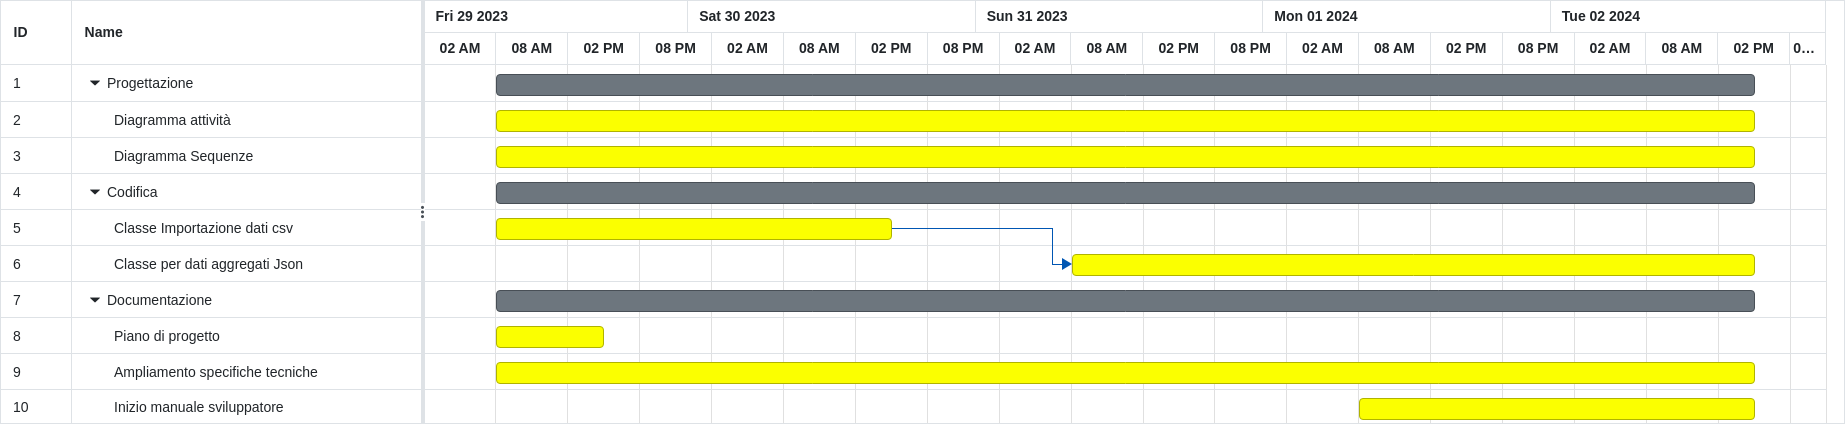 ID Name Fri 29 2023 Sat 30 2023 Sun 31 2023 Mon 01 2024 Tue 02 2024
02 AM 08 AM 02 PM 08 PM 02 AM 08 AM 02 PM 08 PM 02 AM 08 AM 02 PM 08 PM 02 AM 08 AM 02 PM 08 PM 02 AM 08 AM 02 PM 0...
1 Progettazione
2 Diagramma attività
3 Diagramma Sequenze
4 Codifica
5 Classe Importazione dati csv
6 Classe per dati aggregati Json
7 Documentazione
8 Piano di progetto
9 Ampliamento specifiche tecniche
10 Inizio manuale sviluppatore